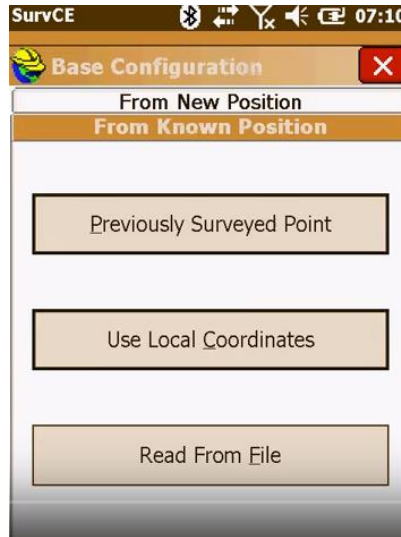 SurvCE 07:10
Base Configuration
From New Position
From Known Position
Previously Surveyed Point
Use Local Coordinates
Read From File